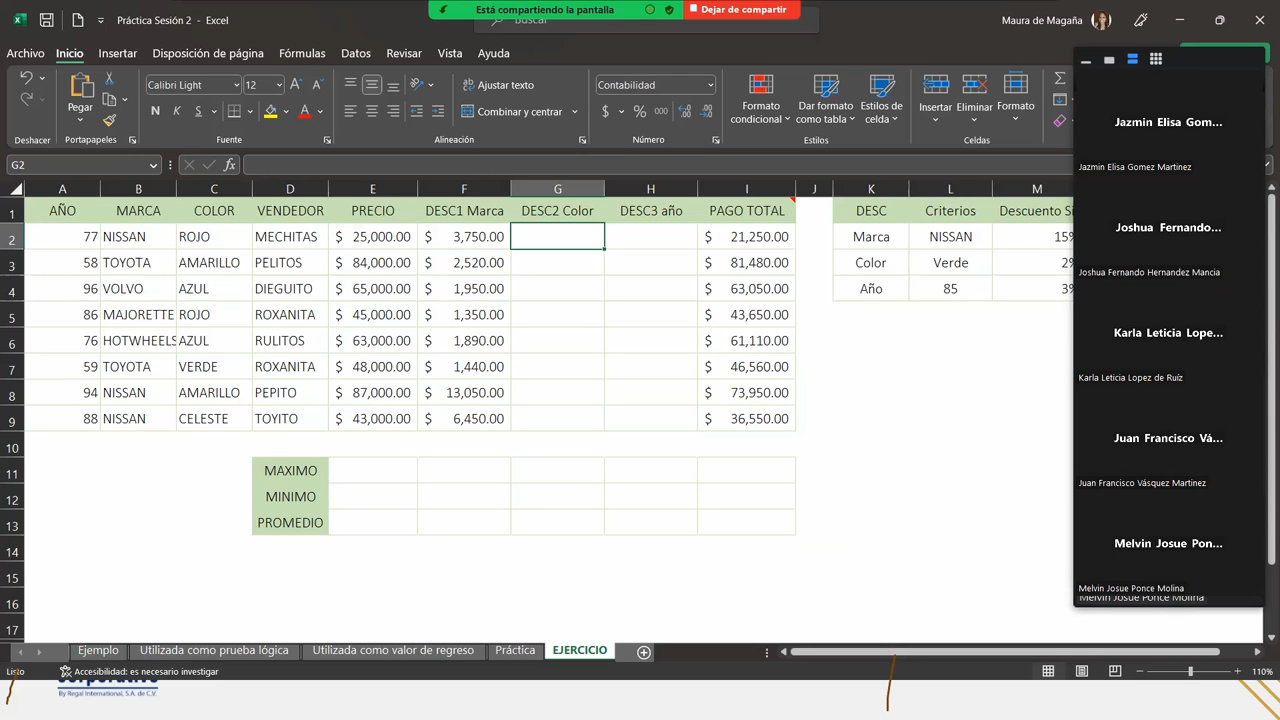 Práctica Sesión 2 - Excel
Está compartiendo la pantalla
Dejar de compartir
Buscar
Maura de Magaña
Archivo Inicio Insertar Disposición de página Fórmulas Datos Revisar Vista Ayuda
Pegar
Calibri Light 12
N K S
Ajustar texto
Combinar y centrar
Contabilidad
$ % 000
Formato condicional
Dar formato como tabla
Estilos de celda
Insertar Eliminar Formato
Deshacer Portapapeles Fuente Alineación Número Estilos Celdas
G2
A B C D E F G H I J K L M
1 AÑO MARCA COLOR VENDEDOR PRECIO DESC1 Marca DESC2 Color DESC3 año PAGO TOTAL DESC Criterios Descuento Si
2 77 NISSAN ROJO MECHITAS $ 25,000.00 $ 3,750.00 $ 21,250.00 Marca NISSAN 15%
3 58 TOYOTA AMARILLO PELITOS $ 84,000.00 $ 2,520.00 $ 81,480.00 Color Verde 2%
4 96 VOLVO AZUL DIEGUITO $ 65,000.00 $ 1,950.00 $ 63,050.00 Año 85 3%
5 86 MAJORETTE ROJO ROXANITA $ 45,000.00 $ 1,350.00 $ 43,650.00
6 76 HOTWHEELS AZUL RULITOS $ 63,000.00 $ 1,890.00 $ 61,110.00
7 59 TOYOTA VERDE ROXANITA $ 48,000.00 $ 1,440.00 $ 46,560.00
8 94 NISSAN AMARILLO PEPITO $ 87,000.00 $ 13,050.00 $ 73,950.00
9 88 NISSAN CELESTE TOYITO $ 43,000.00 $ 6,450.00 $ 36,550.00
10
11 MAXIMO
12 MINIMO
13 PROMEDIO
14
15
16
17
Jazmin Elisa Gom...
Jazmin Elisa Gomez Martinez
Joshua Fernando...
Joshua Fernando Hernandez Mancia
Karla Leticia Lope...
Karla Leticia Lopez de Ruíz
Juan Francisco Vá...
Juan Francisco Vásquez Martinez
Melvin Josue Pon...
Melvin Josue Ponce Molina
Melvin Josue Ponce Molina
Ejemplo Utilizada como prueba lógica Utilizada como valor de regreso Práctica EJERCICIO
Listo Accesibilidad: es necesario investigar 110%
corporativo
By Regal International, S.A. de C.V.